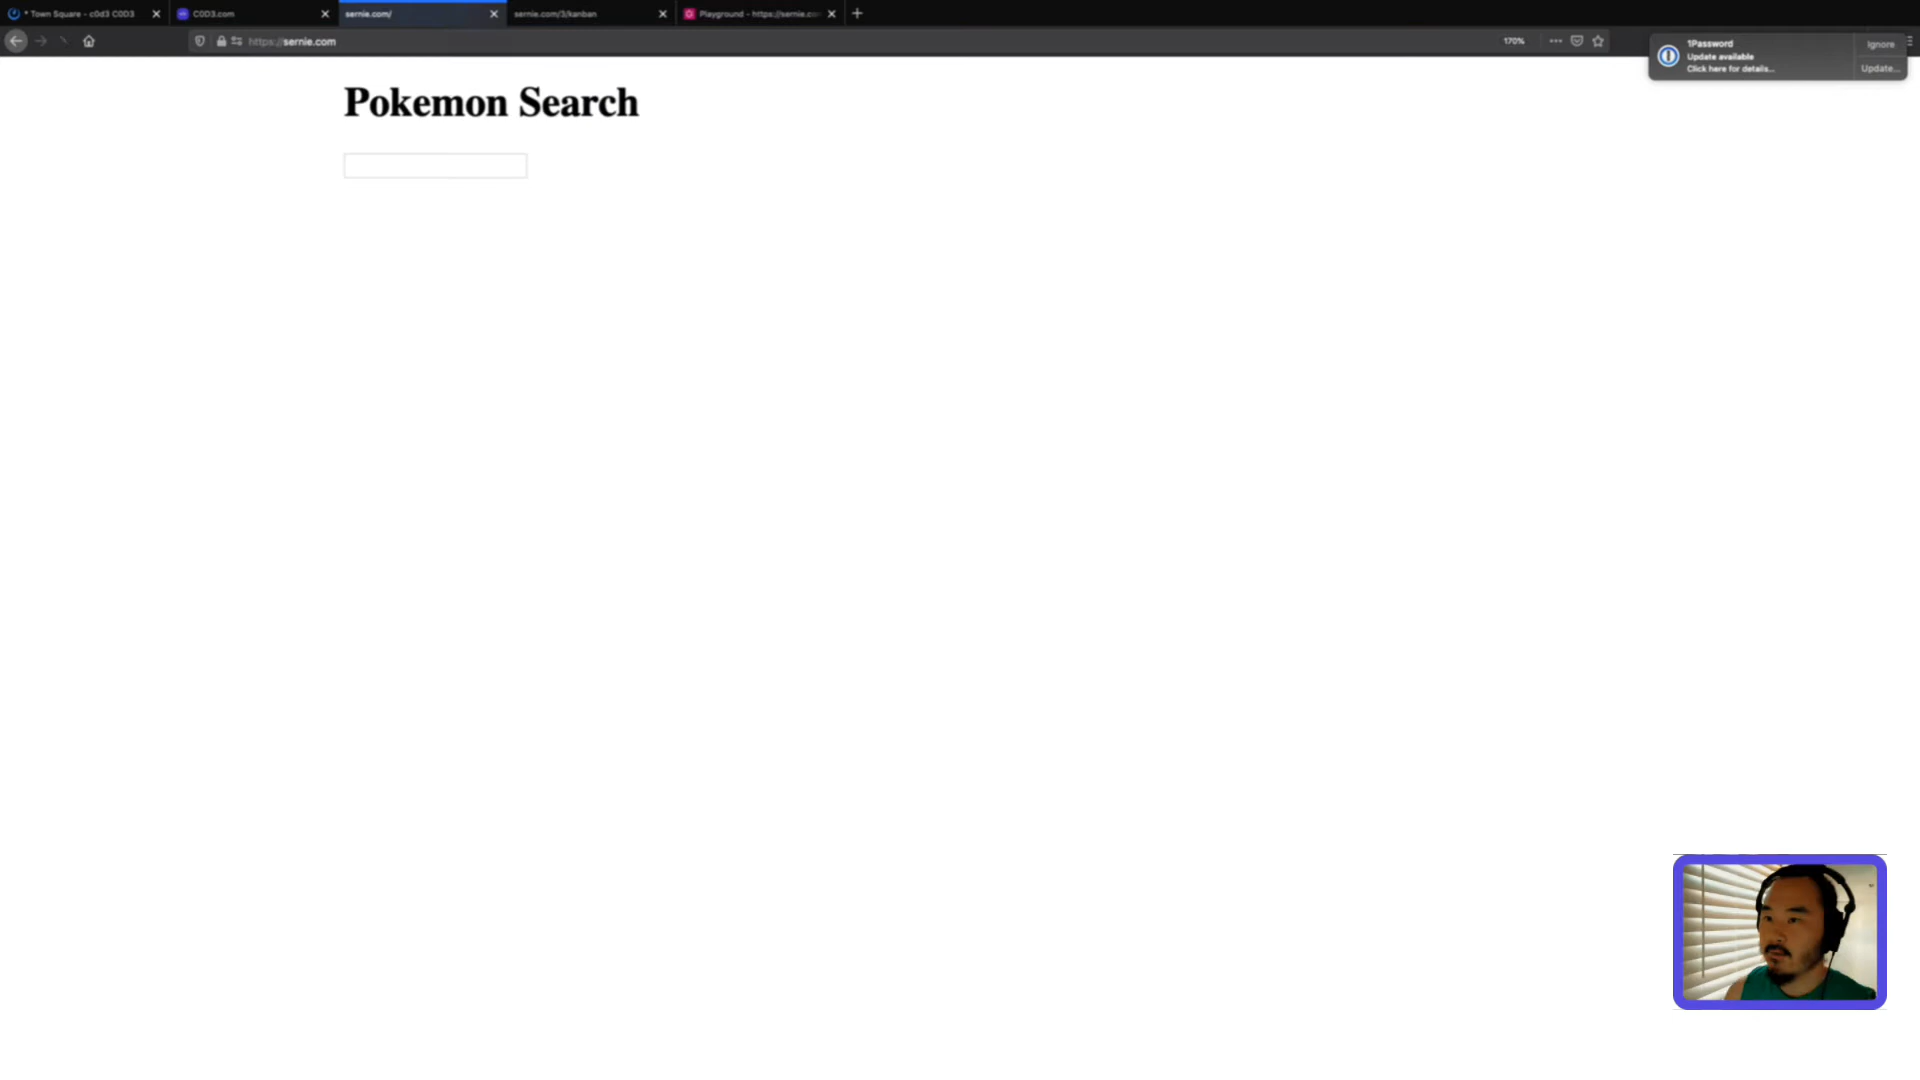 * Town Square - c0d3 C0D3
C0D3.com
sernie.com/
sernie.com/3/kanban
Playground - https://sernie.co
https://sernie.com
170%
1Password
Update available
Click here for details...
Ignore
Update...
Pokemon Search